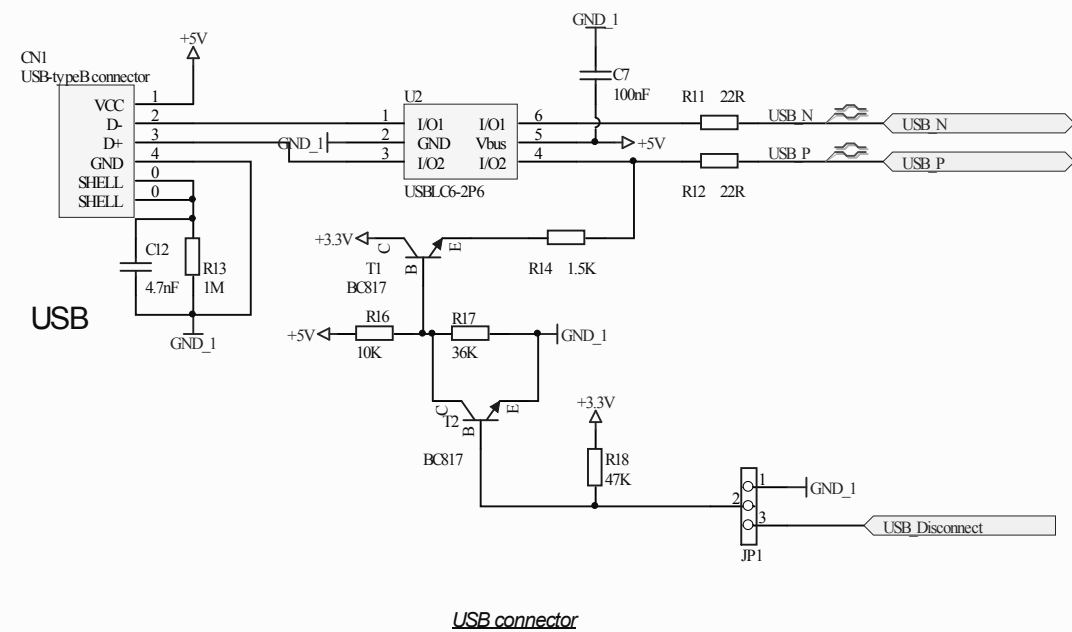 GND_1
+5V
CN1
USB-typeB connector
C7
100nF
U2
R11 22R
VCC 1
D- 2
D+ 3
GND 4
SHELL 0
SHELL 0
1 I/O1 I/O1 6
GND_1 2 GND Vbus 5 +5V
3 I/O2 I/O2 4
USBLC6-2P6
USB_N USB_N
USB_P USB_P
R12 22R
+3.3V C E
B
T1
BC817
R14 1.5K
C12
4.7nF
R13
1M
USB
GND_1
+5V R16 R17 GND_1
10K 36K
C E
T2 B
BC817
+3.3V
R18
47K
1 GND_1
2
3 USB_Disconnect
JP1
USB connector